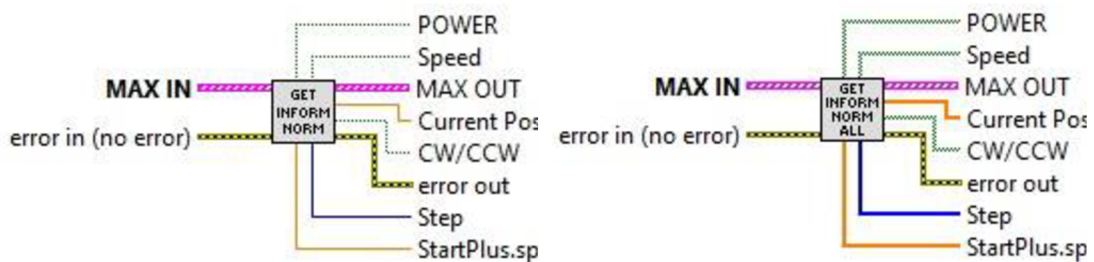 POWER
Speed
MAX IN
GET
INFORM
NORM
MAX OUT
Current Pos
error in (no error)
CW/CCW
error out
Step
StartPlus.sp
POWER
Speed
MAX IN
GET
INFORM
NORM
ALL
MAX OUT
Current Pos
error in (no error)
CW/CCW
error out
Step
StartPlus.sp